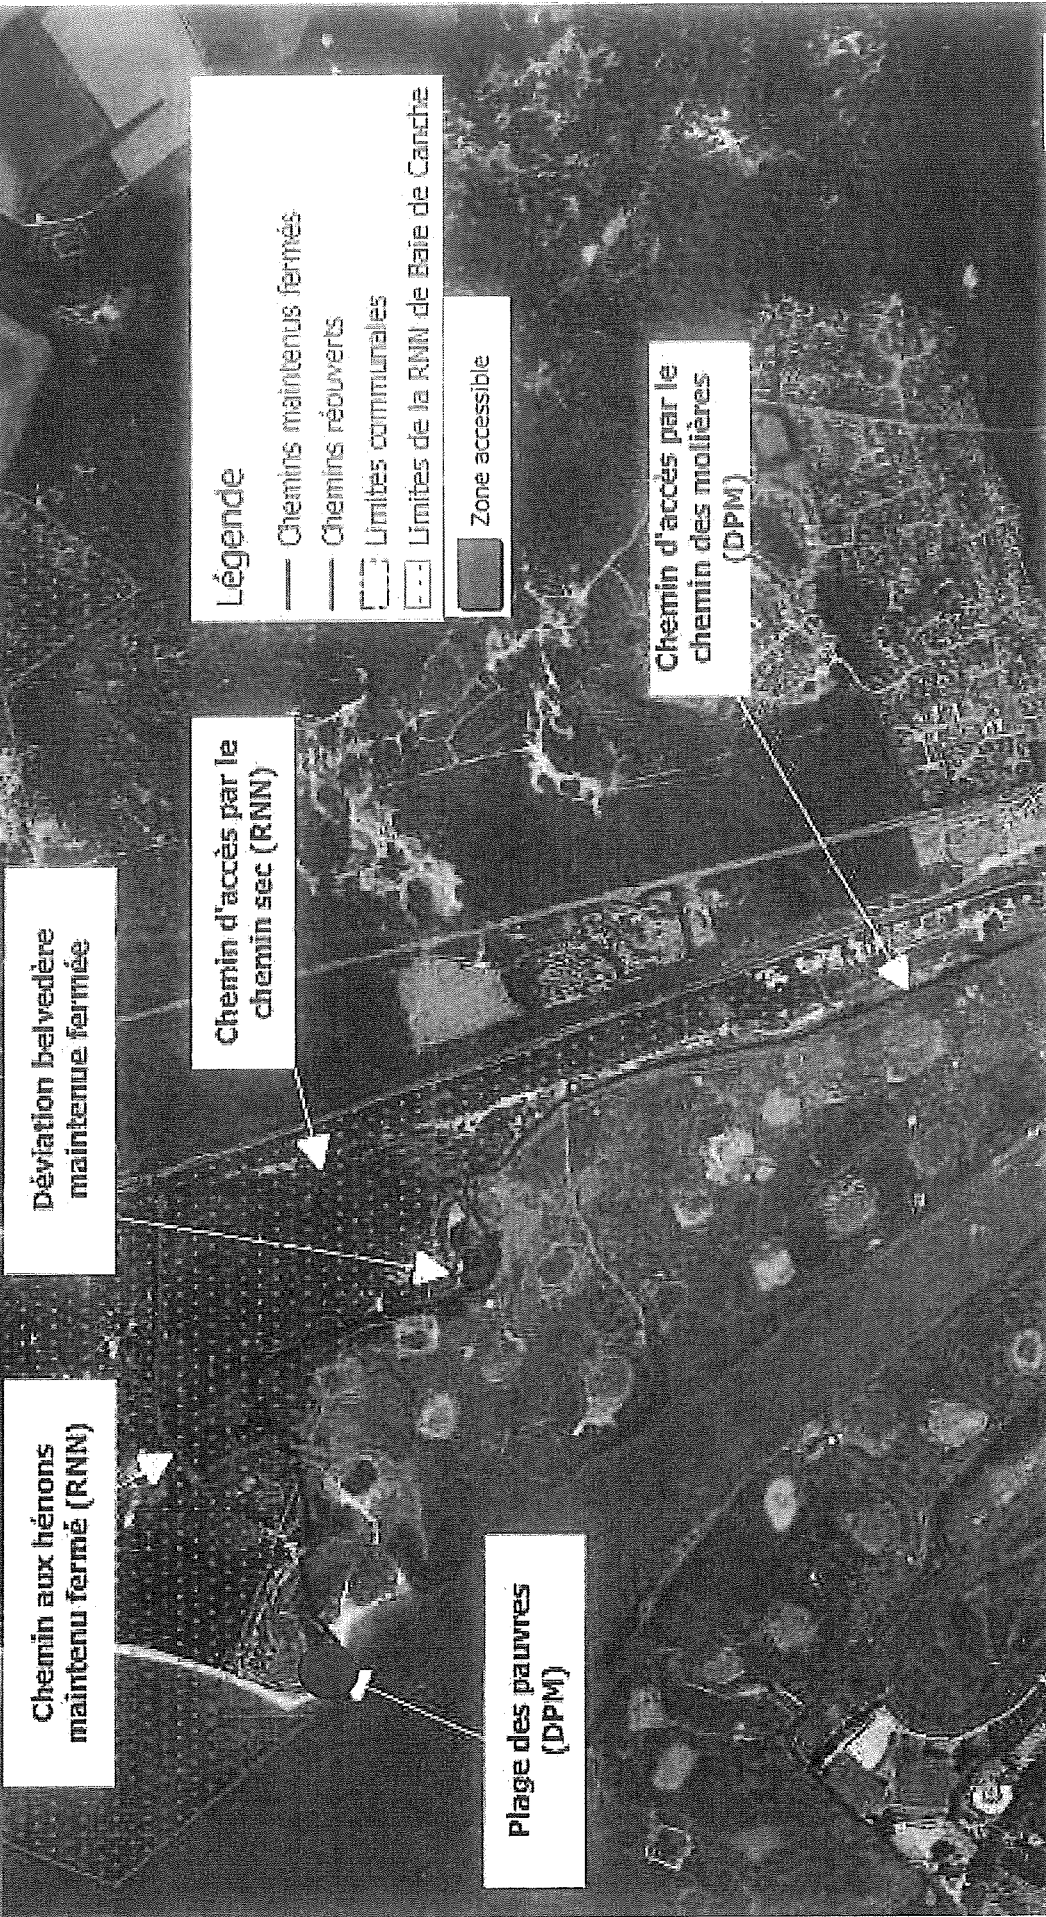 Chemin aux hénons
maintenu fermé (RNN)
Déviation belvedère
maintenue fermée
Chemin d'accès par le
chemin sec (RNN)
Légende
Chemins maintenus fermés
Chemins réouverts
Limites communales
Limites de la RNN de Baie de Canche
Zone accessible
Plage des pauvres
(DPM)
Chemin d'accès par le
chemin des molières
(DPM)